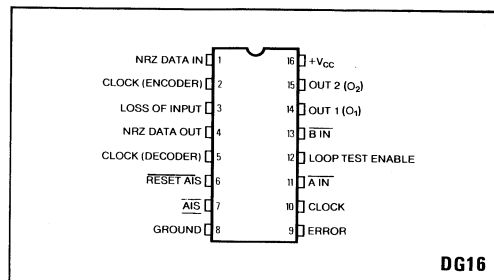 NRZ DATA IN 1 16 +VCC
CLOCK (ENCODER) 2 15 OUT 2 (O2)
LOSS OF INPUT 3 14 OUT 1 (O1)
NRZ DATA OUT 4 13 B IN
CLOCK (DECODER) 5 12 LOOP TEST ENABLE
RESET AIS 6 11 A IN
AIS 7 10 CLOCK
GROUND 8 9 ERROR
DG16